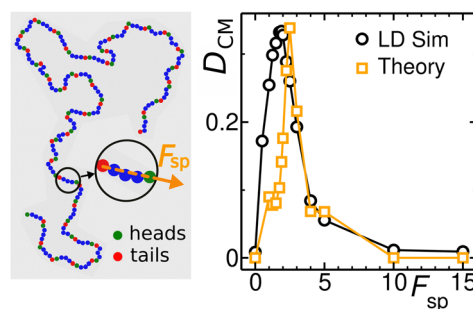 F_sp
heads
tails
D_CM
LD Sim
Theory
0.2
0
0 5 10 15
F_sp